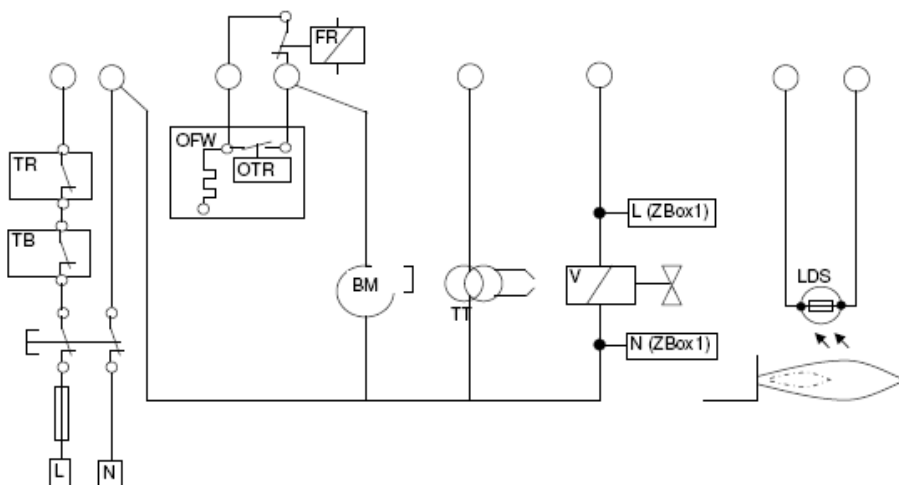 FR
OFW
OTR
TR
TB
L (ZBox1)
BM
TT
V
LDS
N (ZBox1)
L
N